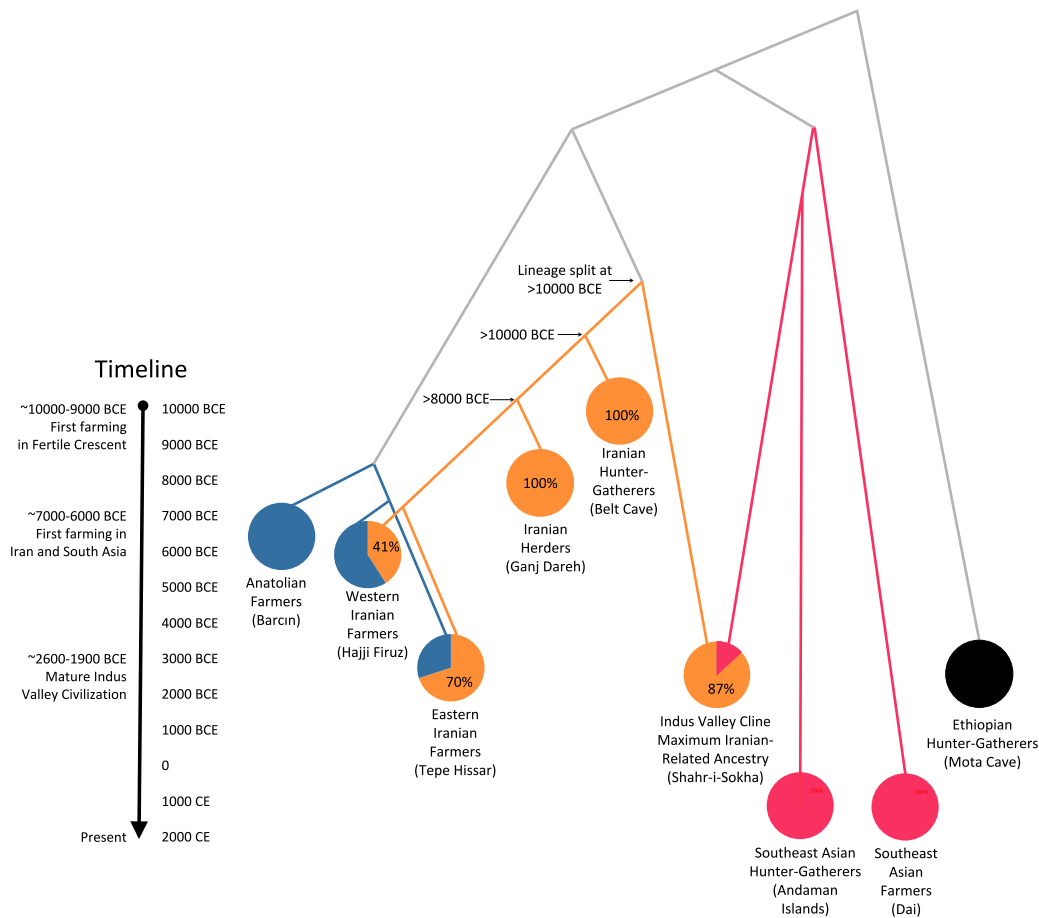 Lineage split at
>10000 BCE
>10000 BCE
>8000 BCE
Timeline
~10000-9000 BCE
First farming
in Fertile Crescent
~7000-6000 BCE
First farming in
Iran and South Asia
~2600-1900 BCE
Mature Indus
Valley Civilization
Present
10000 BCE
9000 BCE
8000 BCE
7000 BCE
6000 BCE
5000 BCE
4000 BCE
3000 BCE
2000 BCE
1000 BCE
0
1000 CE
2000 CE
Anatolian
Farmers
(Barcın)
41%
Western
Iranian
Farmers
(Hajji Firuz)
70%
Eastern
Iranian
Farmers
(Tepe Hissar)
100%
Iranian
Herders
(Ganj Dareh)
100%
Iranian
Hunter-
Gatherers
(Belt Cave)
87%
Indus Valley Cline
Maximum Iranian-
Related Ancestry
(Shahr-i-Sokha)
100%
Southeast Asian
Hunter-Gatherers
(Andaman
Islands)
100%
Southeast
Asian
Farmers
(Dai)
Ethiopian
Hunter-Gatherers
(Mota Cave)